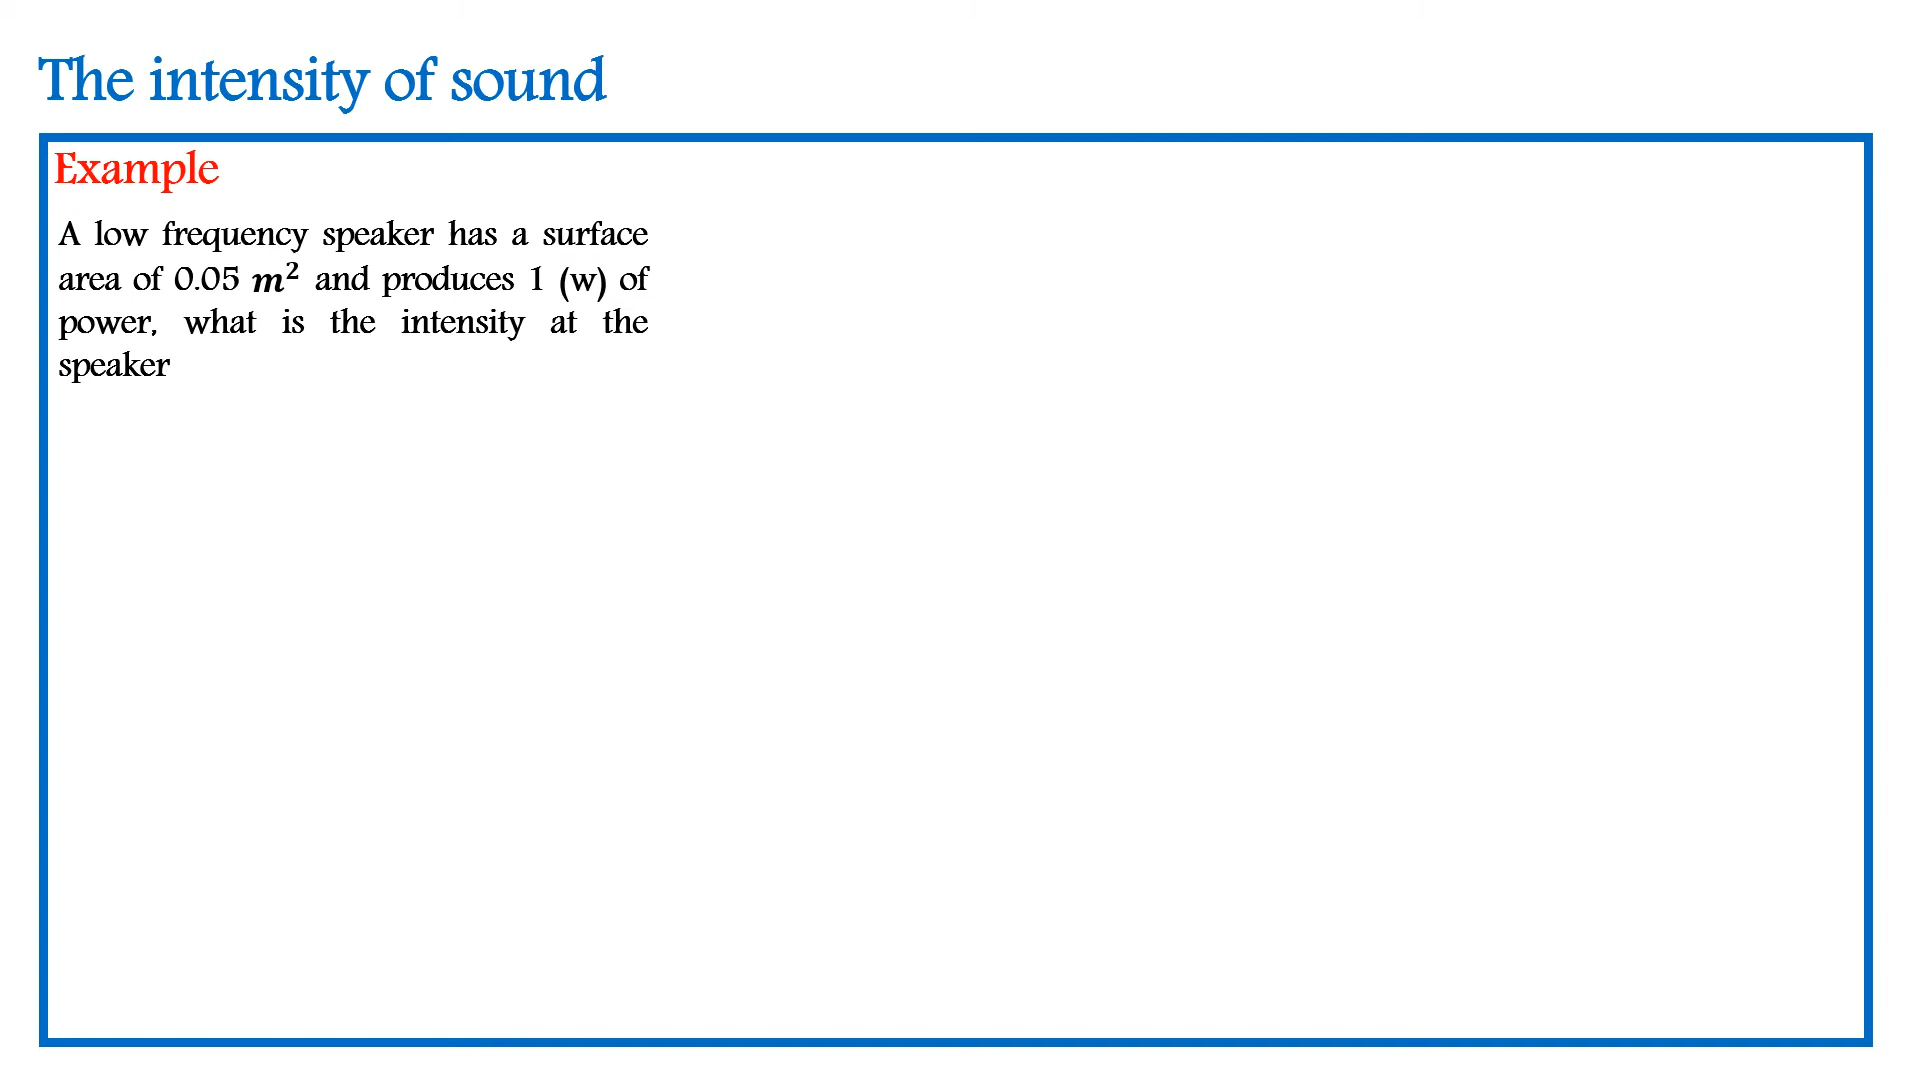 The intensity of sound
Example
A low frequency speaker has a surface
area of 0.05 m² and produces 1 (w) of
power, what is the intensity at the
speaker